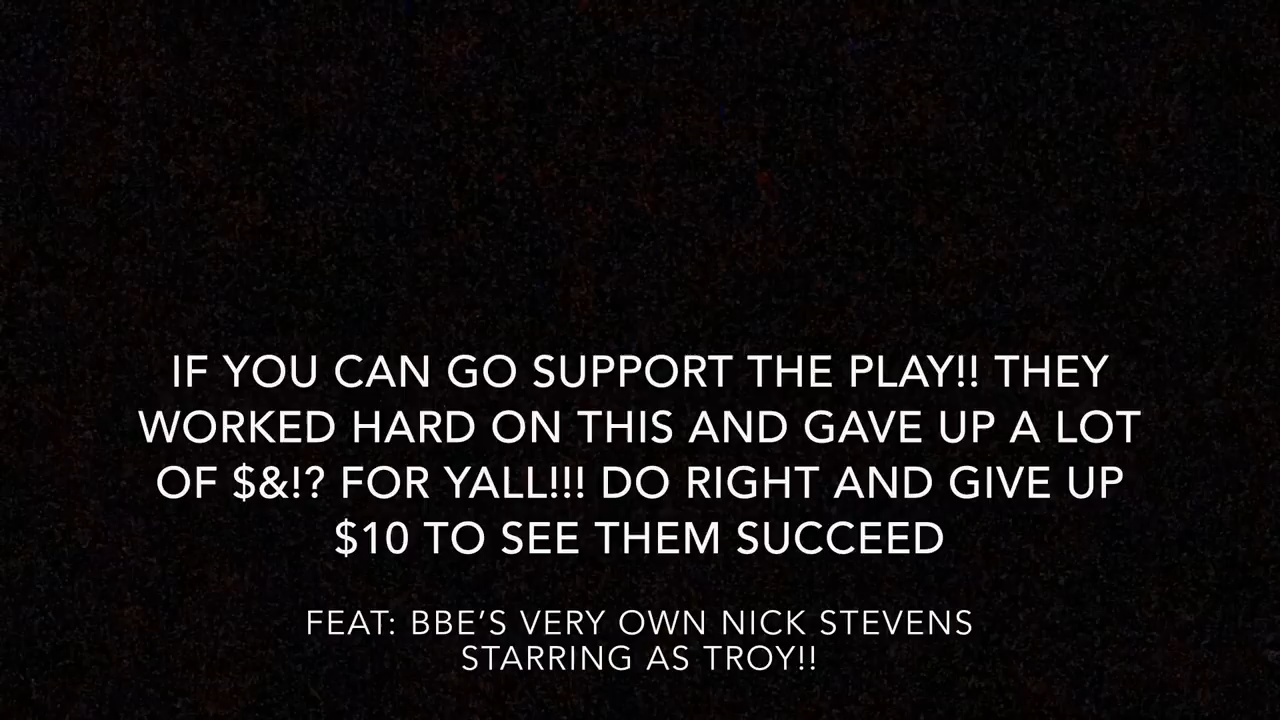 IF YOU CAN GO SUPPORT THE PLAY!! THEY
WORKED HARD ON THIS AND GAVE UP A LOT
OF $&!? FOR YALL!!! DO RIGHT AND GIVE UP
$10 TO SEE THEM SUCCEED
FEAT: BBE’S VERY OWN NICK STEVENS
STARRING AS TROY!!